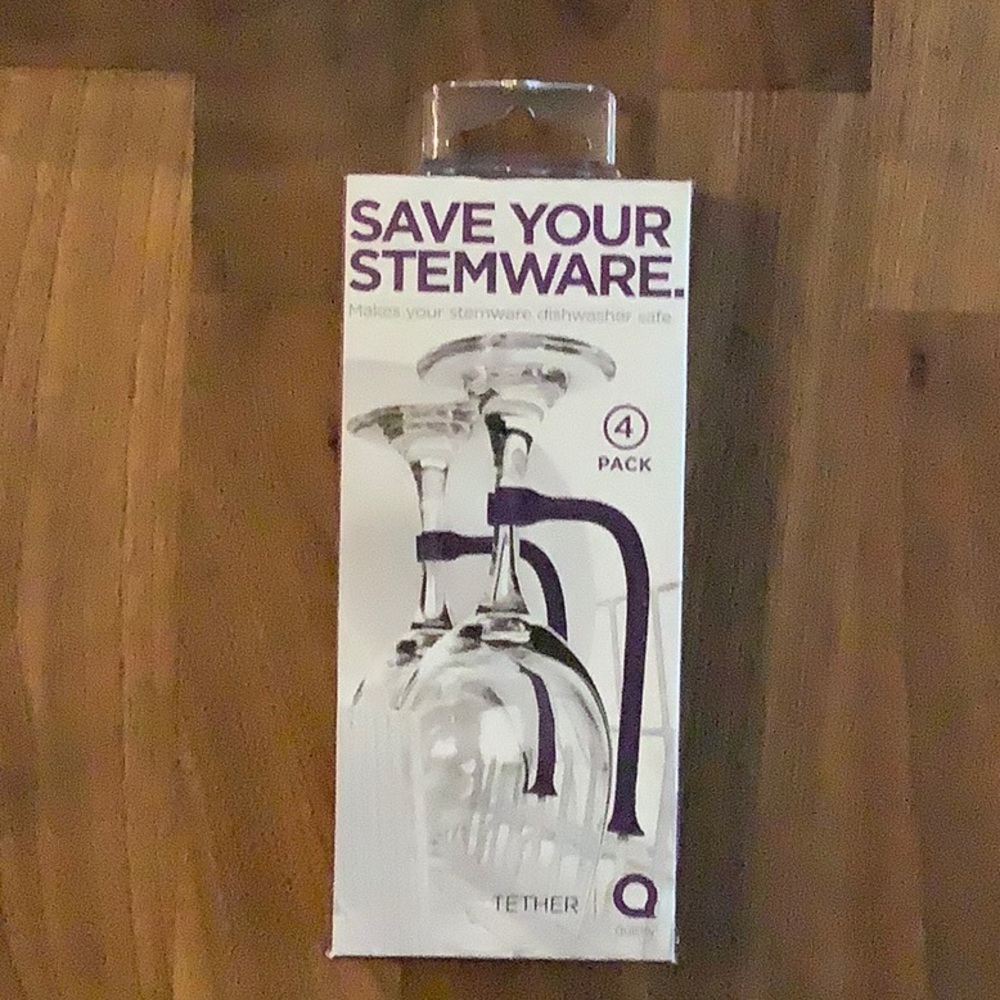 SAVE YOUR
STEMWARE.
Makes your stemware dishwasher safe.
4
PACK
TETHER
Q